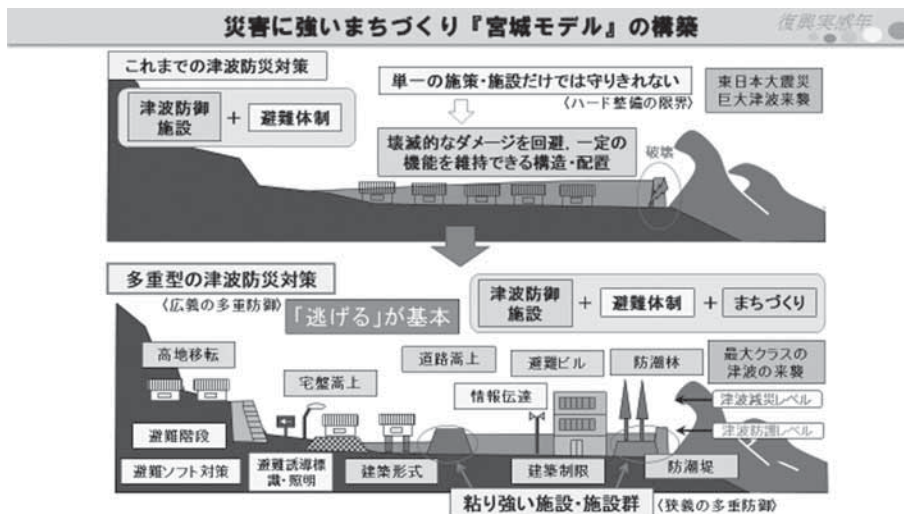 災害に強いまちづくり『宮城モデル』の構築
復興実感年
これまでの津波防災対策
津波防御
施設
+
避難体制
単一の施策・施設だけでは守りきれない
〈ハード整備の限界〉
東日本大震災
巨大津波来襲
壊滅的なダメージを回避，一定の
機能を維持できる構造・配置
破壊
多重型の津波防災対策
〈広義の多重防御〉
「逃げる」が基本
津波防御
施設
+
避難体制
+
まちづくり
高地移転
宅盤嵩上
道路嵩上
避難ビル
防潮林
最大クラスの
津波の来襲
情報伝達
津波減災レベル
津波防護レベル
避難階段
避難ソフト対策
避難誘導標
識・照明
建築形式
建築制限
防潮堤
粘り強い施設・施設群
〈狭義の多重防御〉